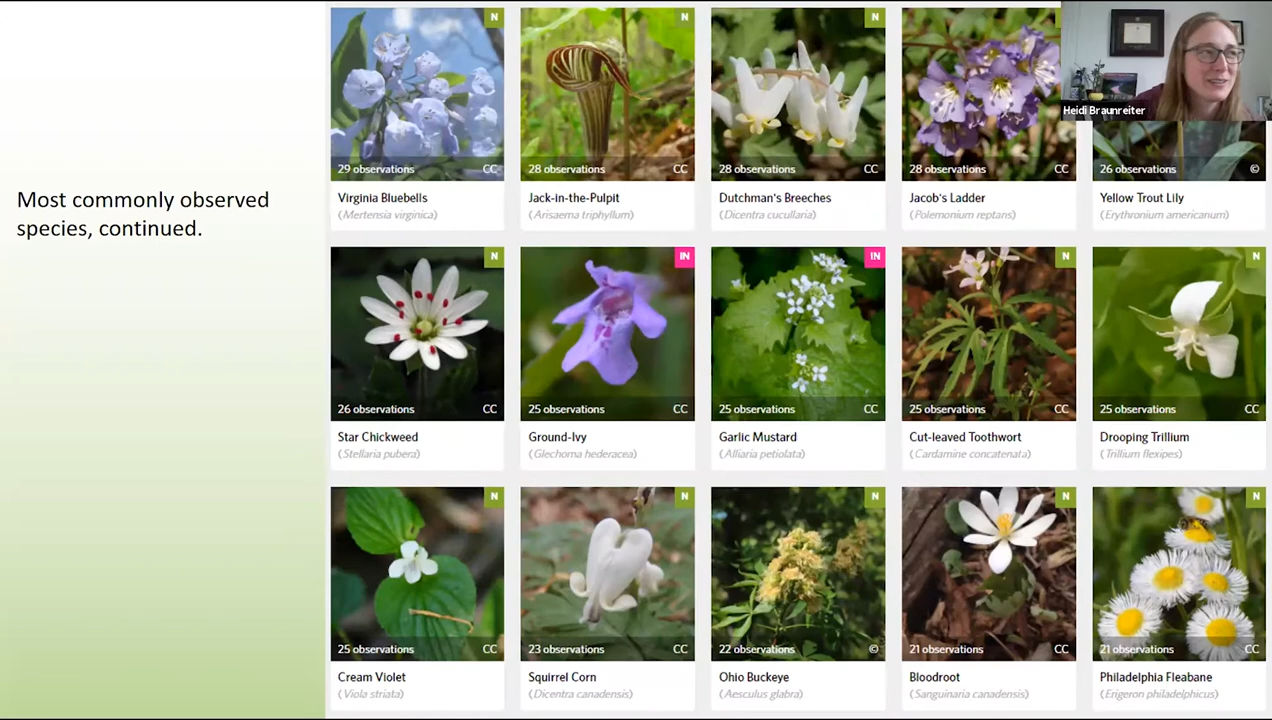 Most commonly observed
species, continued.
N
29 observations
CC
Virginia Bluebells
(Mertensia virginica)
N
28 observations
CC
Jack-in-the-Pulpit
(Arisaema triphyllum)
N
28 observations
CC
Dutchman's Breeches
(Dicentra cucullaria)
28 observations
CC
Jacob's Ladder
(Polemonium reptans)
Heidi Braunreiter
26 observations
©
Yellow Trout Lily
(Erythronium americanum)
N
26 observations
CC
Star Chickweed
(Stellaria pubera)
IN
25 observations
CC
Ground-Ivy
(Glechoma hederacea)
IN
25 observations
CC
Garlic Mustard
(Alliaria petiolata)
N
25 observations
CC
Cut-leaved Toothwort
(Cardamine concatenata)
N
25 observations
CC
Drooping Trillium
(Trillium flexipes)
N
25 observations
CC
Cream Violet
(Viola striata)
N
23 observations
CC
Squirrel Corn
(Dicentra canadensis)
N
22 observations
©
Ohio Buckeye
(Aesculus glabra)
N
21 observations
CC
Bloodroot
(Sanguinaria canadensis)
N
21 observations
CC
Philadelphia Fleabane
(Erigeron philadelphicus)